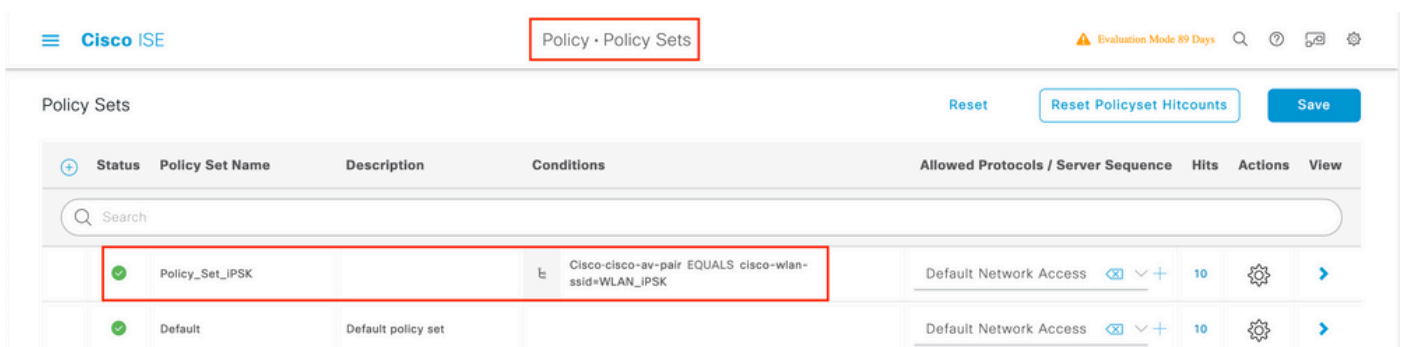 Cisco ISE
Policy · Policy Sets
Evaluation Mode 89 Days
Policy Sets
Reset
Reset Policyset Hitcounts
Save
Status Policy Set Name Description Conditions Allowed Protocols / Server Sequence Hits Actions View
Search
Policy_Set_iPSK
Cisco-cisco-av-pair EQUALS cisco-wlan-
ssid=WLAN_iPSK
Default Network Access
10
Default
Default policy set
Default Network Access
10